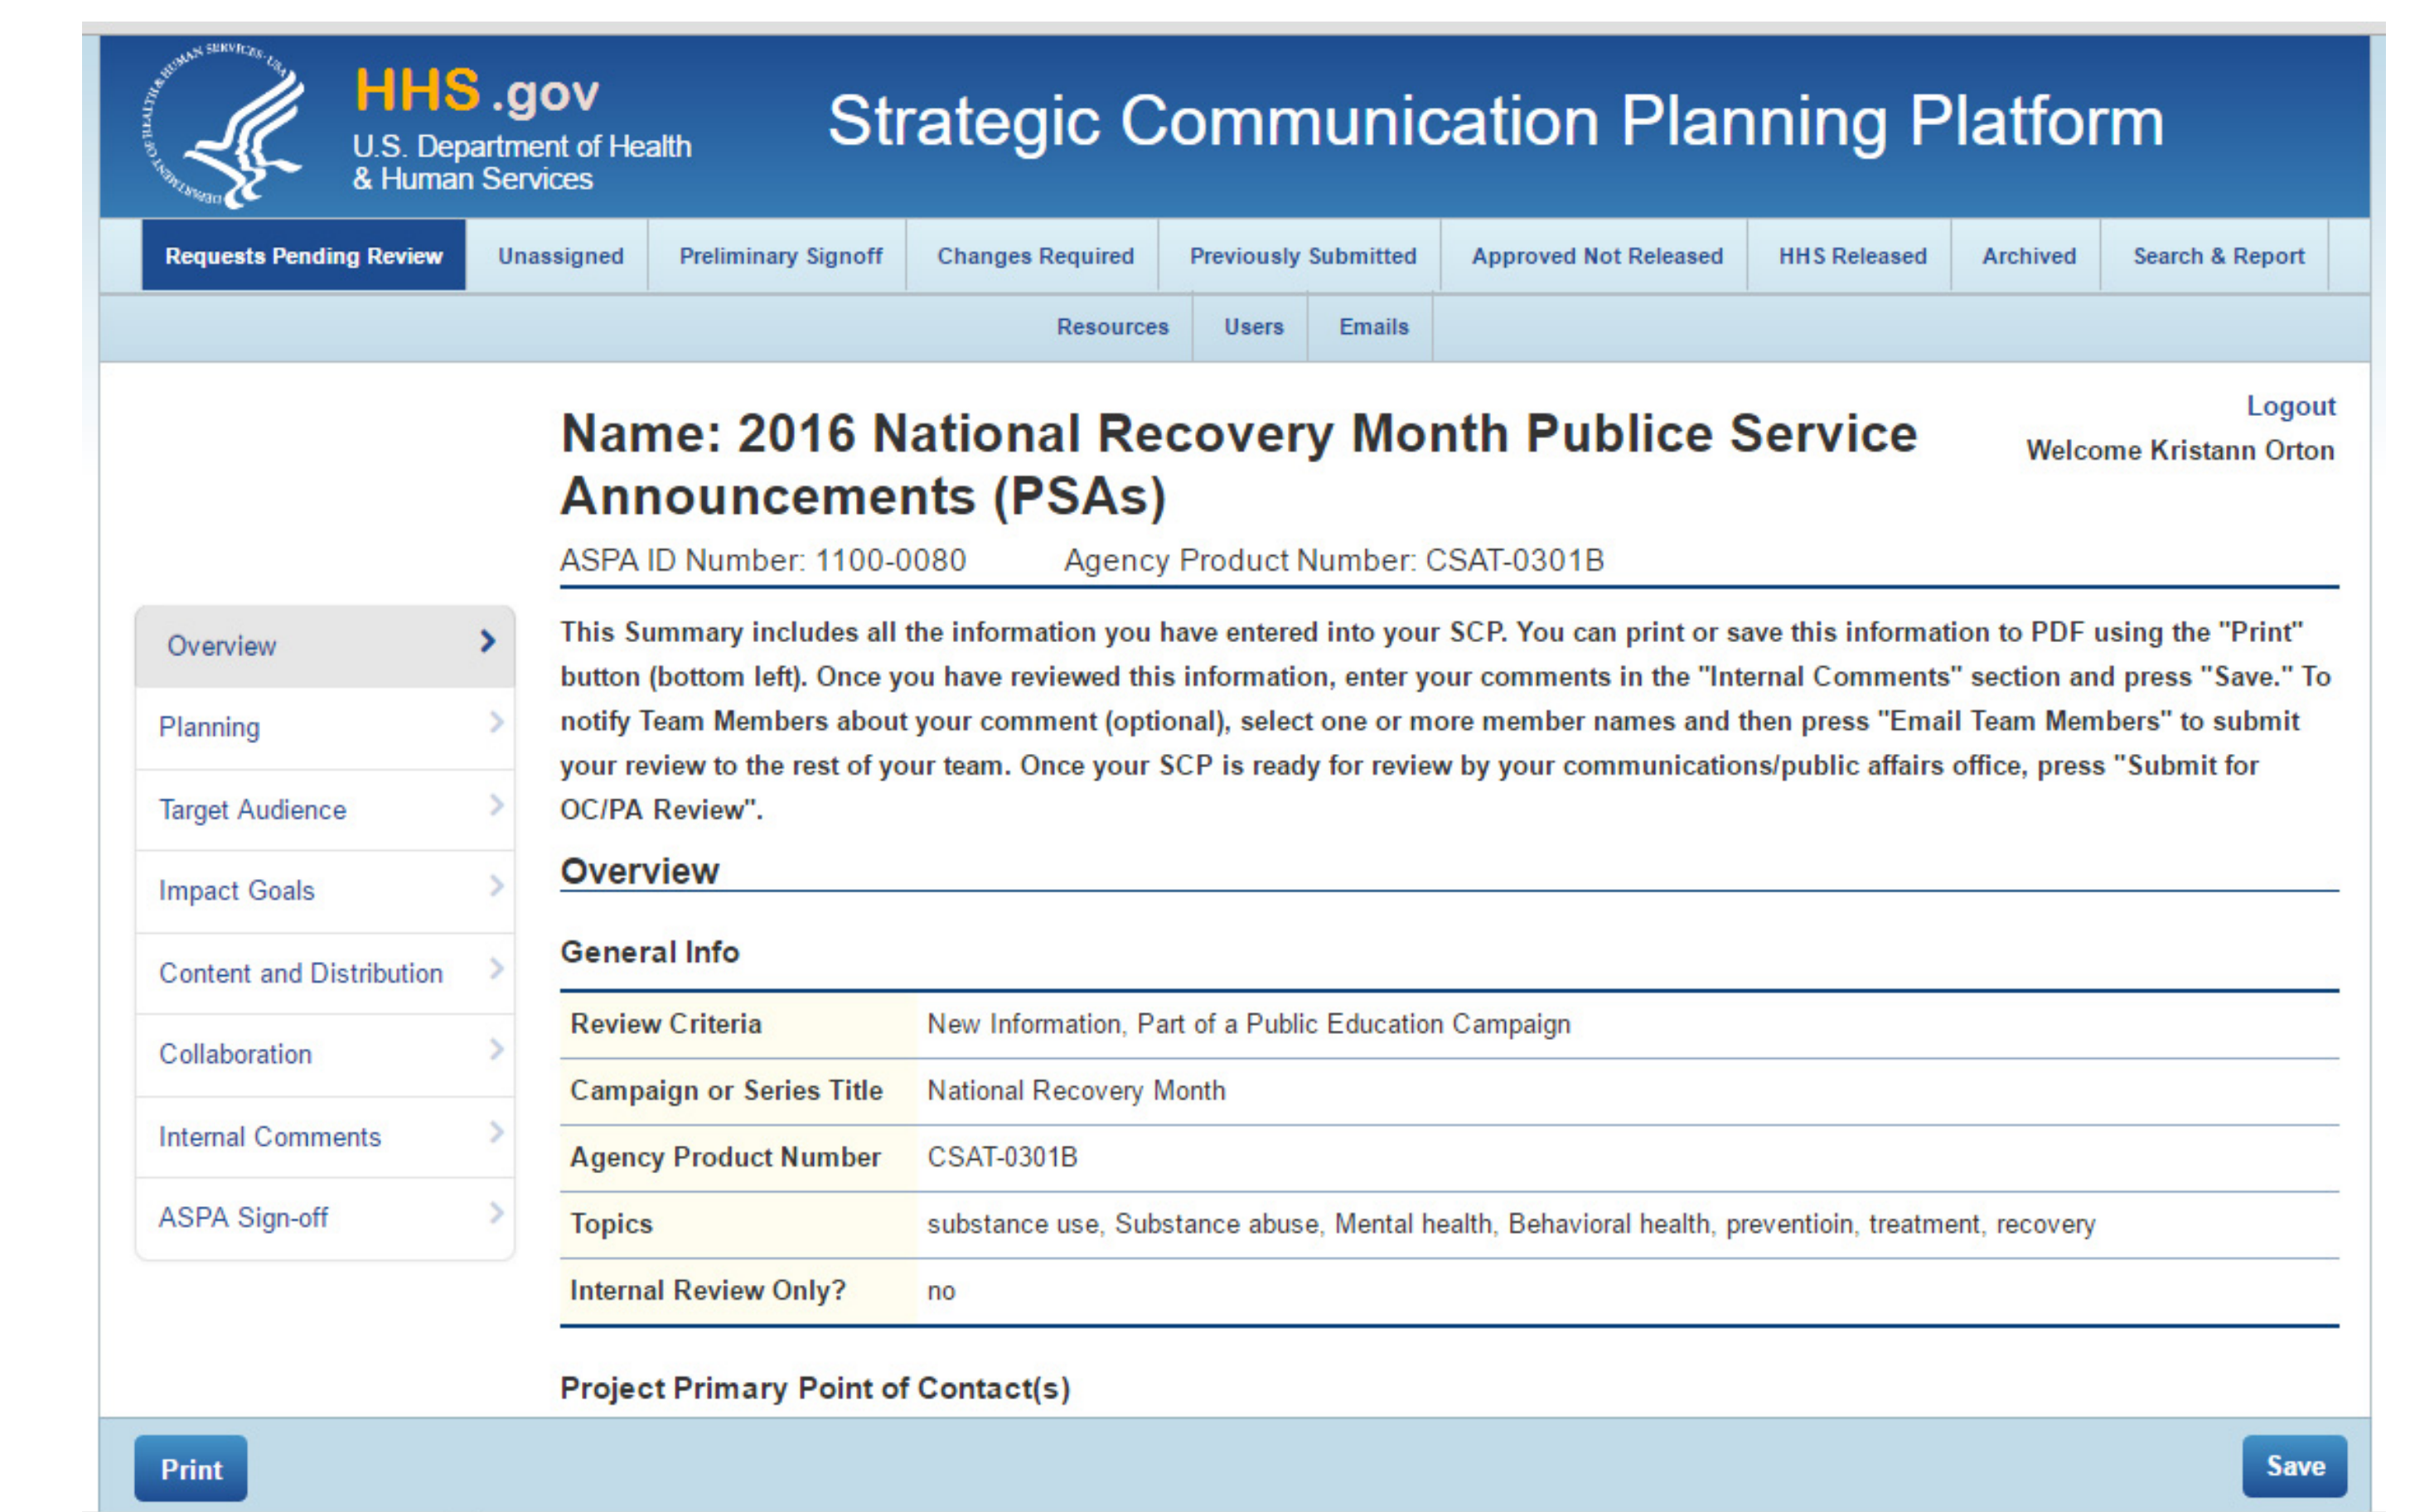 DEPARTMENT OF HEALTH & HUMAN SERVICES · USA
HHS.gov
U.S. Department of Health
& Human Services
Strategic Communication Planning Platform
Requests Pending Review
Unassigned
Preliminary Signoff
Changes Required
Previously Submitted
Approved Not Released
HHS Released
Archived
Search & Report
Resources
Users
Emails
Logout
Welcome Kristann Orton
Name: 2016 National Recovery Month Publice Service
Announcements (PSAs)
ASPA ID Number: 1100-0080 Agency Product Number: CSAT-0301B
Overview
Planning
Target Audience
Impact Goals
Content and Distribution
Collaboration
Internal Comments
ASPA Sign-off
This Summary includes all the information you have entered into your SCP. You can print or save this information to PDF using the "Print"
button (bottom left). Once you have reviewed this information, enter your comments in the "Internal Comments" section and press "Save." To
notify Team Members about your comment (optional), select one or more member names and then press "Email Team Members" to submit
your review to the rest of your team. Once your SCP is ready for review by your communications/public affairs office, press "Submit for
OC/PA Review".
Overview
General Info
Review Criteria New Information, Part of a Public Education Campaign
Campaign or Series Title National Recovery Month
Agency Product Number CSAT-0301B
Topics substance use, Substance abuse, Mental health, Behavioral health, preventioin, treatment, recovery
Internal Review Only? no
Project Primary Point of Contact(s)
Print
Save